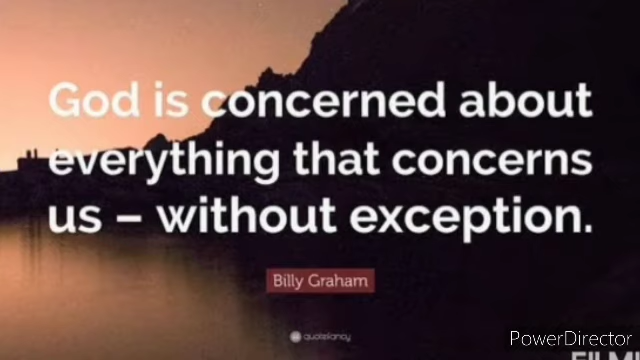 God is concerned about
everything that concerns
us – without exception.
Billy Graham
quotefancy
PowerDirector